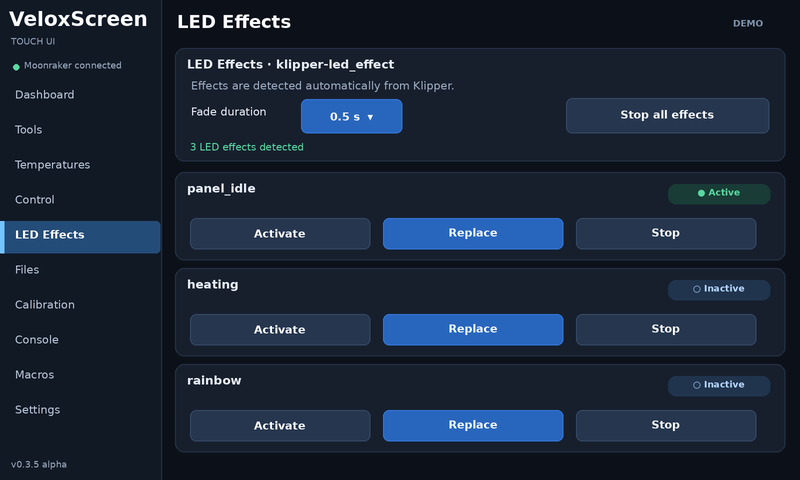 VeloxScreen
TOUCH UI
● Moonraker connected
Dashboard
Tools
Temperatures
Control
LED Effects
Files
Calibration
Console
Macros
Settings
v0.3.5 alpha
LED Effects
DEMO
LED Effects · klipper-led_effect
Effects are detected automatically from Klipper.
Fade duration
0.5 s ▾
Stop all effects
3 LED effects detected
panel_idle
● Active
Activate
Replace
Stop
heating
○ Inactive
Activate
Replace
Stop
rainbow
○ Inactive
Activate
Replace
Stop